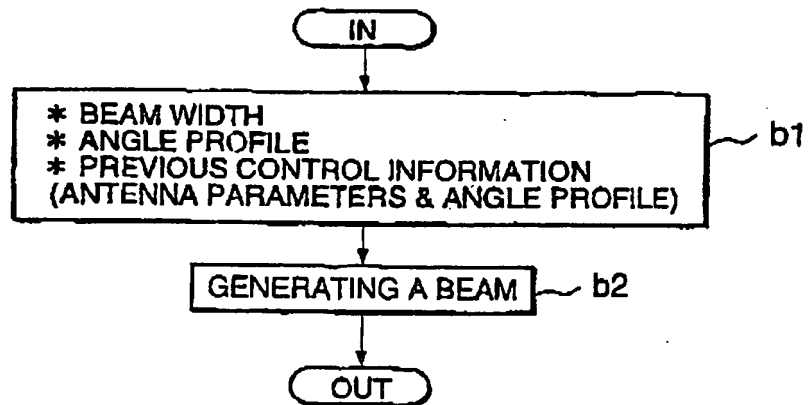 IN
* BEAM WIDTH
* ANGLE PROFILE
* PREVIOUS CONTROL INFORMATION
(ANTENNA PARAMETERS & ANGLE PROFILE)
b1
GENERATING A BEAM
b2
OUT